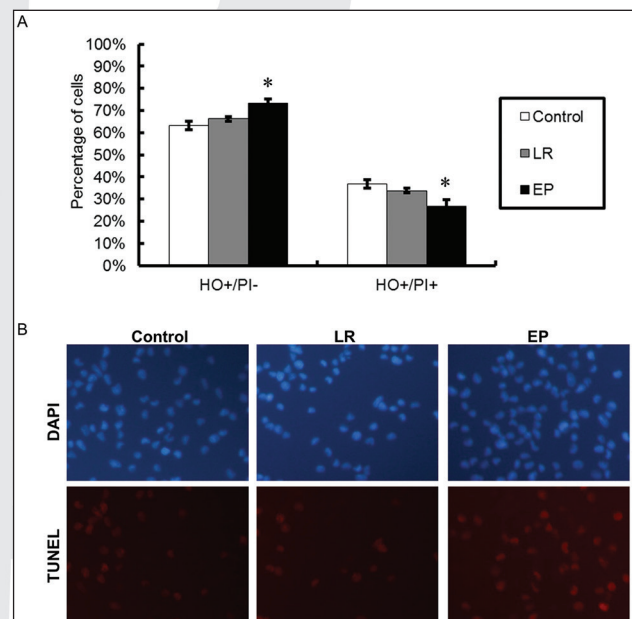 A
100%
90%
80%
70%
60%
50%
40%
30%
20%
10%
0%
Percentage of cells
*
*
HO+/PI-
HO+/PI+
Control
LR
EP
B
Control LR EP
DAPI
TUNEL